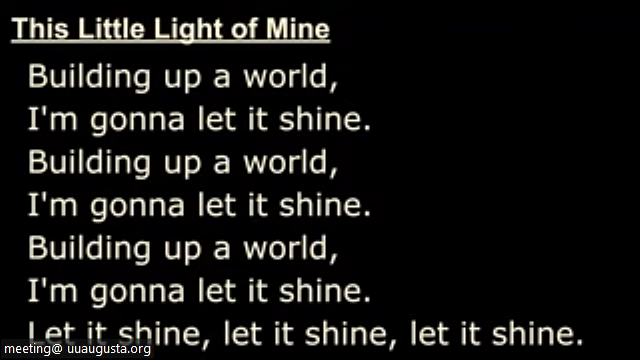 This Little Light of Mine
Building up a world,
I'm gonna let it shine.
Building up a world,
I'm gonna let it shine.
Building up a world,
I'm gonna let it shine.
Let it shine, let it shine, let it shine.
meeting@ uuaugusta.org